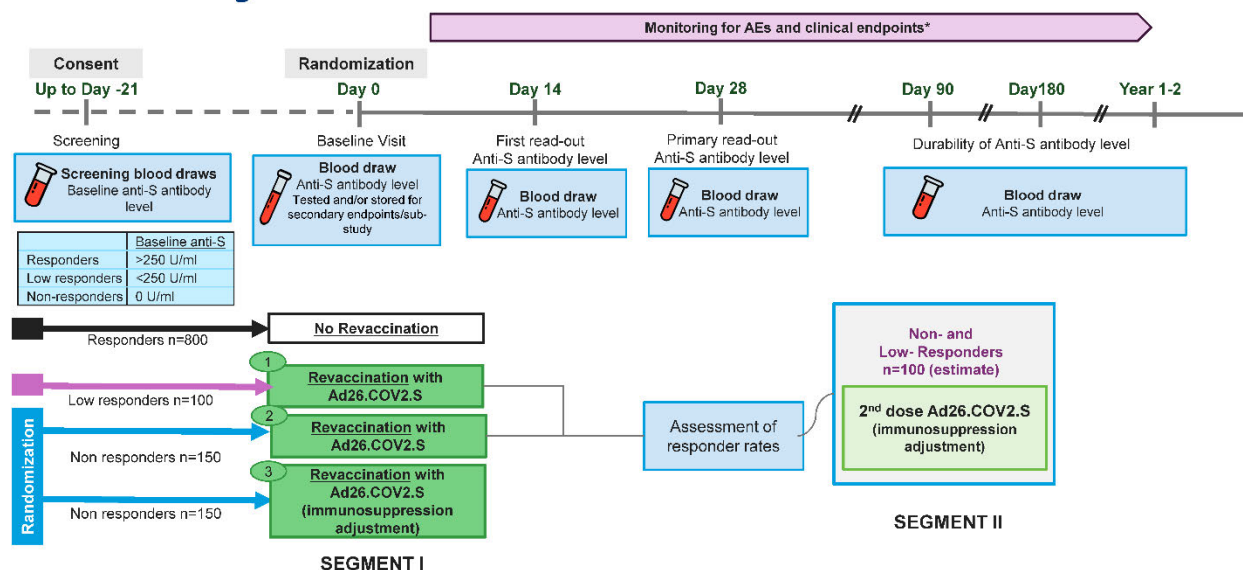 Monitoring for AEs and clinical endpoints*
Consent
Randomization
Up to Day -21
Day 0
Day 14
Day 28
Day 90
Day180
Year 1-2
Screening
Baseline Visit
First read-out
Anti-S antibody level
Primary read-out
Anti-S antibody level
Durability of Anti-S antibody level
Screening blood draws
Baseline anti-S antibody
level
Blood draw
Anti-S antibody level
Tested and/or stored for
secondary endpoints/sub-
study
Blood draw
Anti-S antibody level
Blood draw
Anti-S antibody level
Blood draw
Anti-S antibody level
Baseline anti-S
Responders >250 U/ml
Low responders <250 U/ml
Non-responders 0 U/ml
Responders n=800
No Revaccination
Low responders n=100
1
Revaccination with
Ad26.COV2.S
Randomization
Non responders n=150
2
Revaccination with
Ad26.COV2.S
Non responders n=150
3
Revaccination with
Ad26.COV2.S
(immunosuppression
adjustment)
SEGMENT I
Assessment of
responder rates
Non- and
Low- Responders
n=100 (estimate)
2nd dose Ad26.COV2.S
(immunosuppression
adjustment)
SEGMENT II